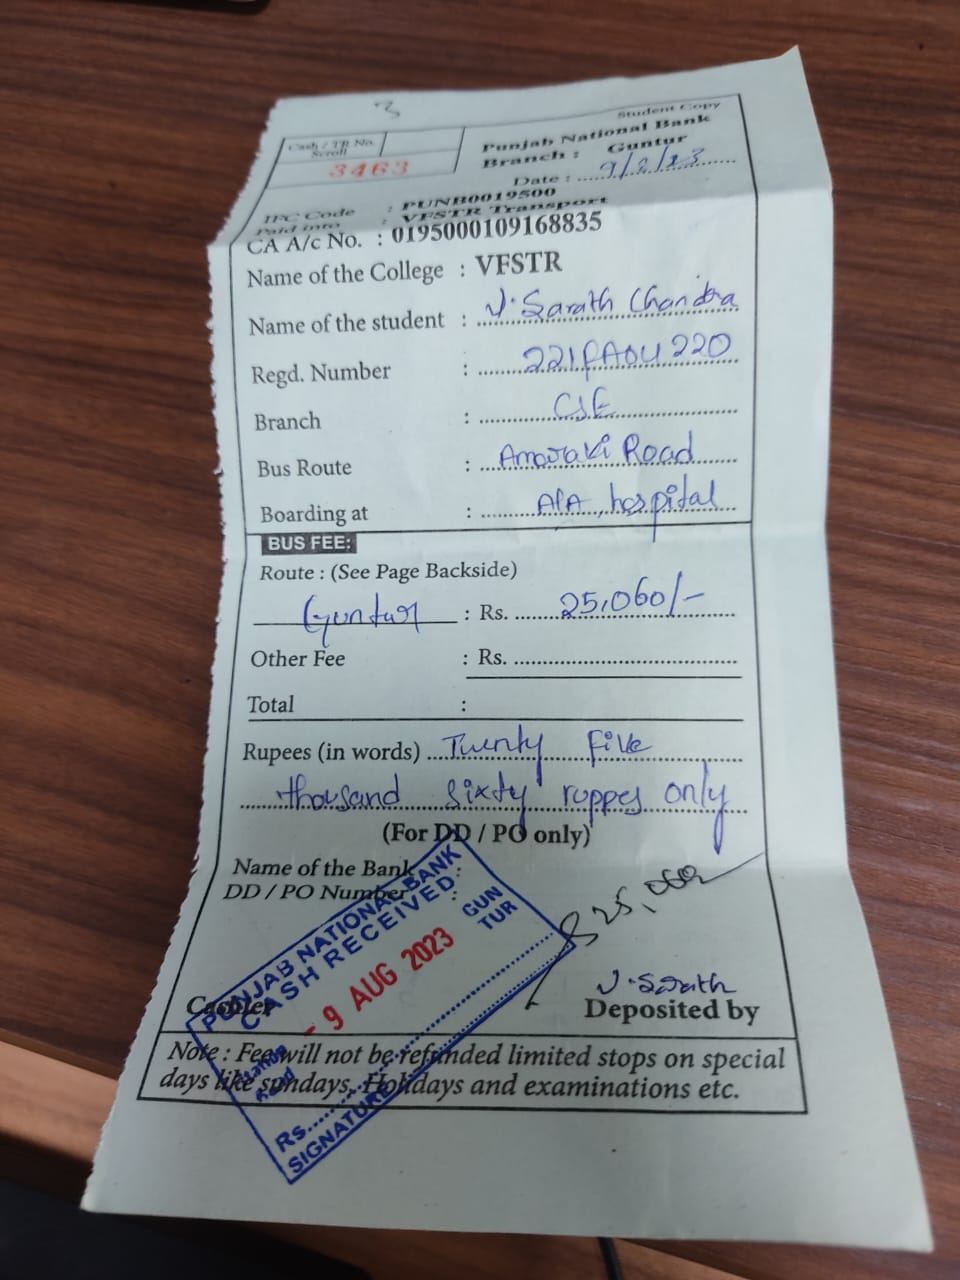 3
Student Copy
Cash / TR No.
Scroll
3463
Punjab National Bank
Branch : Guntur
Date : 9/8/23
IFC Code : PUNB0019500
Paid into : VFSTR Transport
CA A/c No. : 0195000109168835
Name of the College : VFSTR
Name of the student : V. Sarath Chandra
Regd. Number : 221FA04220
Branch : CSE
Bus Route : Amaravi Road
Boarding at : hospital
BUS FEE:
Route : (See Page Backside)
Guntur : Rs. 25,060/-
Other Fee : Rs.
Total :
Rupees (in words) Twenty Five
thousand sixty ruppes only
(For DD / PO only)
Name of the Bank :
DD / PO Number :
PUNJAB NATIONAL BANK
CASH RECEIVED
GUN
TUR
- 9 AUG 2023
Rs.
SIGNATURE
V. Sarath
Cashier
Deposited by
Note : Fee will not be refunded limited stops on special
days like sundays, Holidays and examinations etc.